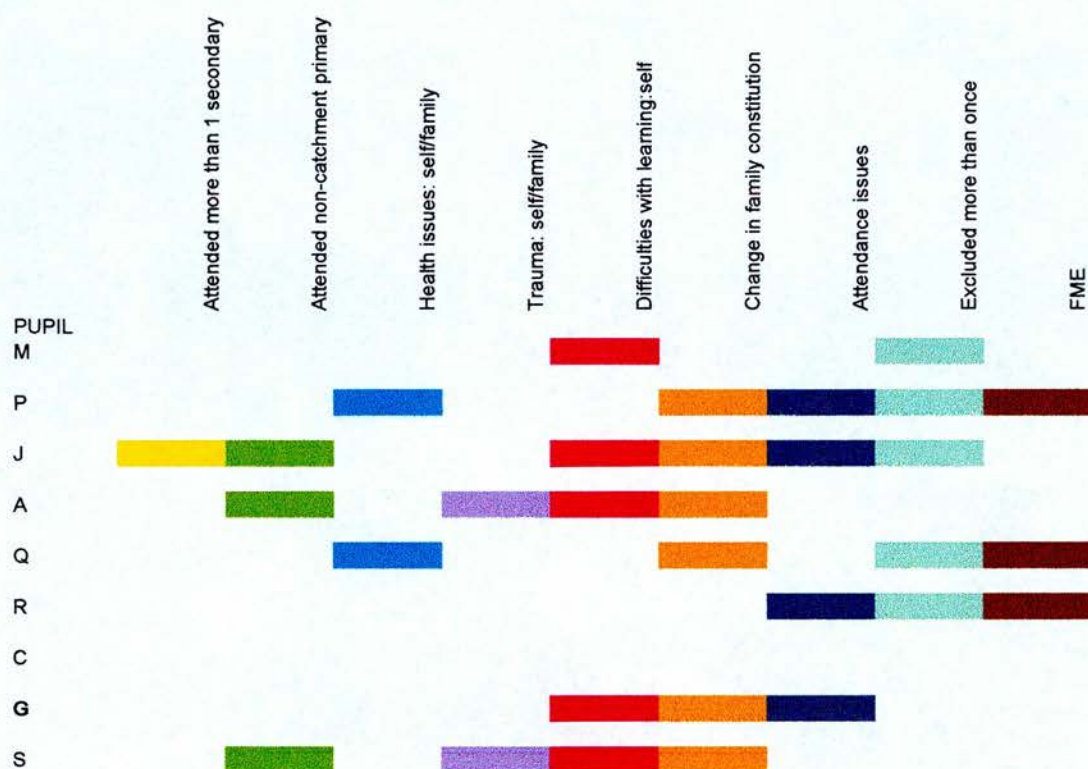 Attended more than 1 secondary
Attended non-catchment primary
Health issues: self/family
Trauma: self/family
Difficulties with learning:self
Change in family constitution
Attendance issues
Excluded more than once
FME
PUPIL
M
P
J
A
Q
R
C
G
S